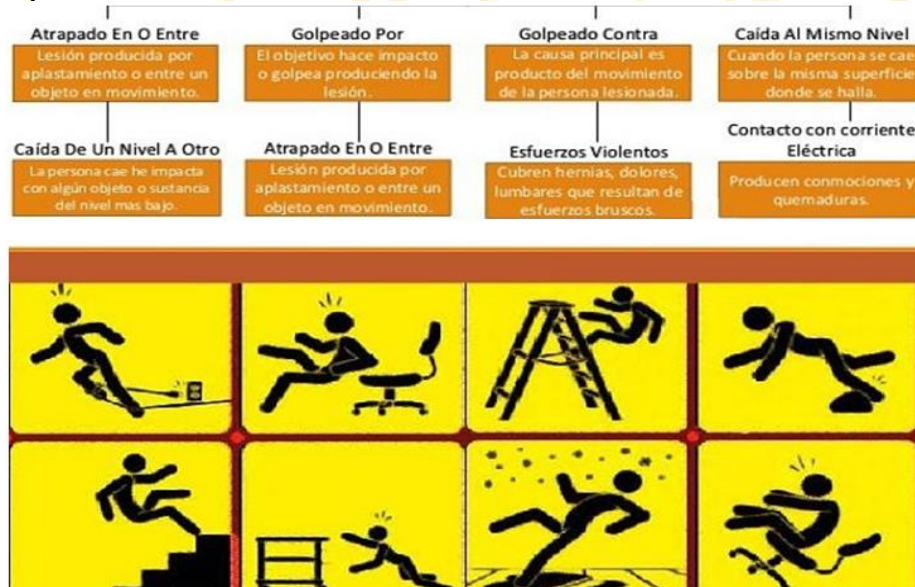 Atrapado En O Entre
Lesión producida por
aplastamiento o entre un
objeto en movimiento.
Golpeado Por
El objetivo hace impacto
o golpea produciendo la
lesión.
Golpeado Contra
La causa principal es
producto del movimiento
de la persona lesionada.
Caída Al Mismo Nivel
Cuando la persona se cae
sobre la misma superficie
donde se halla.
Caída De Un Nivel A Otro
La persona cae he impacta
con algún objeto o sustancia
del nivel mas bajo.
Atrapado En O Entre
Lesión producida por
aplastamiento o entre un
objeto en movimiento.
Esfuerzos Violentos
Cubren hernias, dolores,
lumbares que resultan de
esfuerzos bruscos.
Contacto con corriente
Eléctrica
Producen conmociones y
quemaduras.